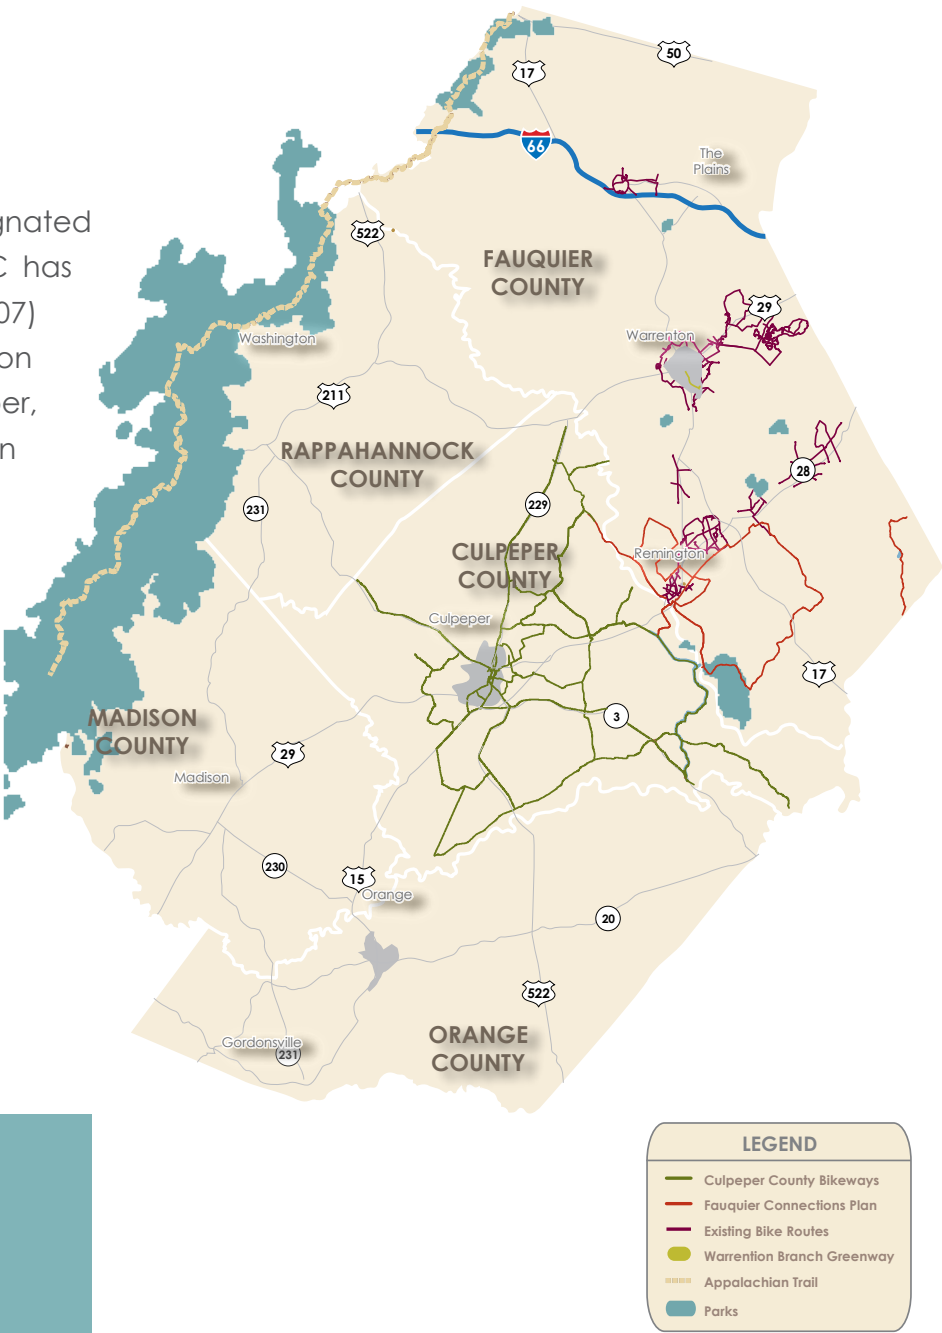 gnated
C has
07)
on
er,
n
50
17
66
The
Plains
522
FAUQUIER
COUNTY
29
Warrenton
Washington
211
RAPPAHANNOCK
COUNTY
28
231
229
CULPEPER
COUNTY
Remington
Culpeper
17
3
MADISON
COUNTY
29
Madison
230
15
Orange
20
522
ORANGE
COUNTY
Gordonsville
231
LEGEND
Culpeper County Bikeways
Fauquier Connections Plan
Existing Bike Routes
Warrention Branch Greenway
Appalachian Trail
Parks